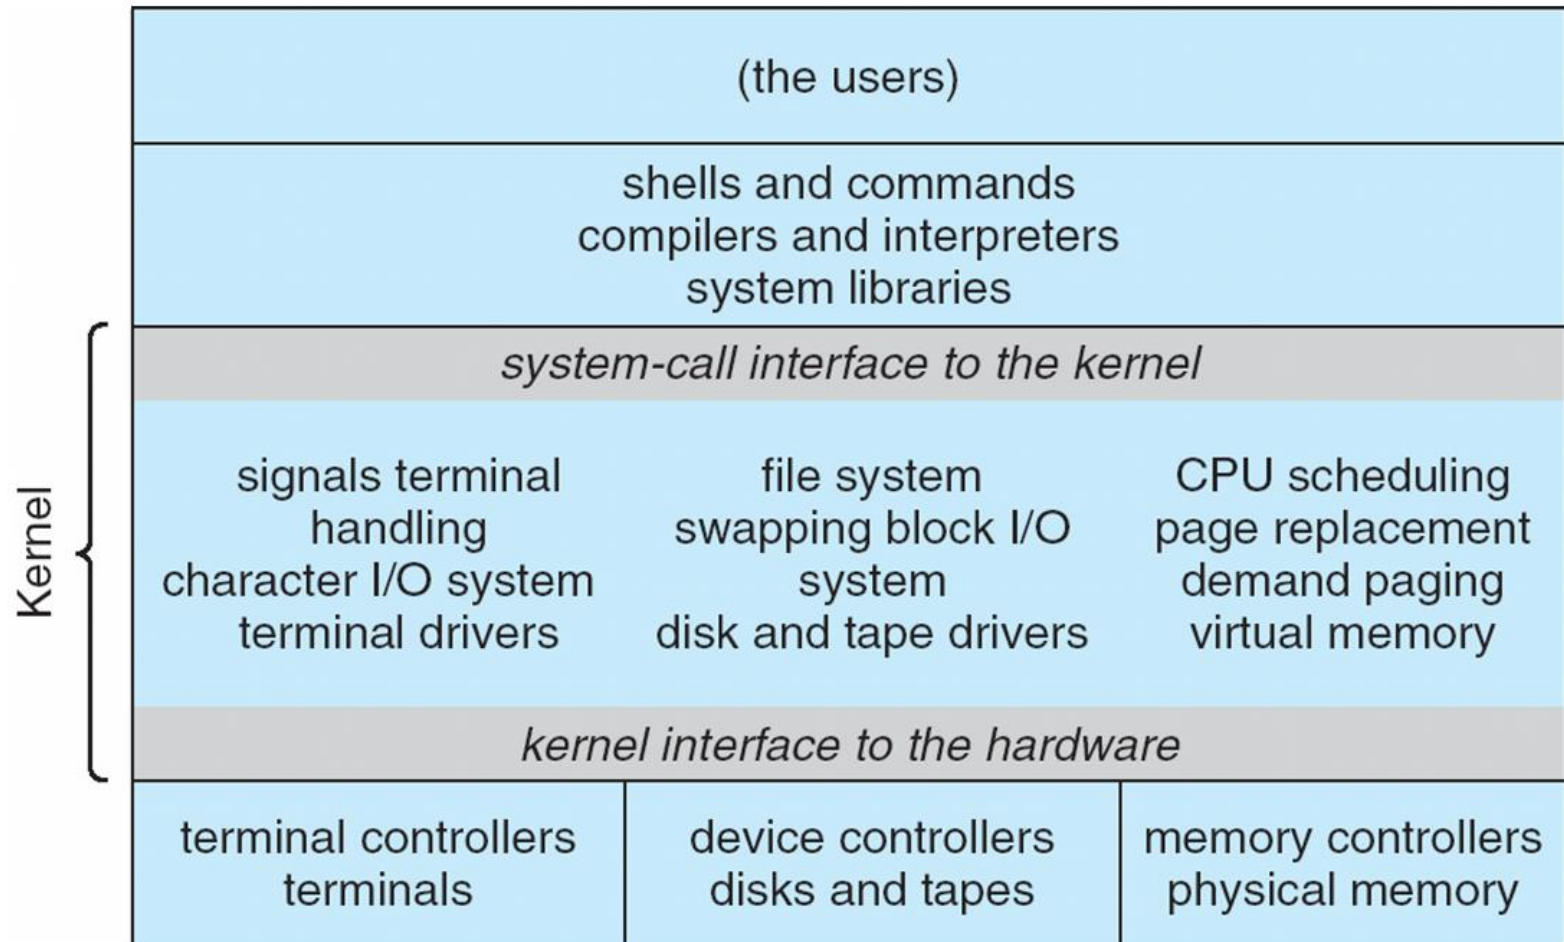 (the users)
shells and commands
compilers and interpreters
system libraries
Kernel
system-call interface to the kernel
signals terminal
handling
character I/O system
terminal drivers
file system
swapping block I/O
system
disk and tape drivers
CPU scheduling
page replacement
demand paging
virtual memory
kernel interface to the hardware
terminal controllers
terminals
device controllers
disks and tapes
memory controllers
physical memory